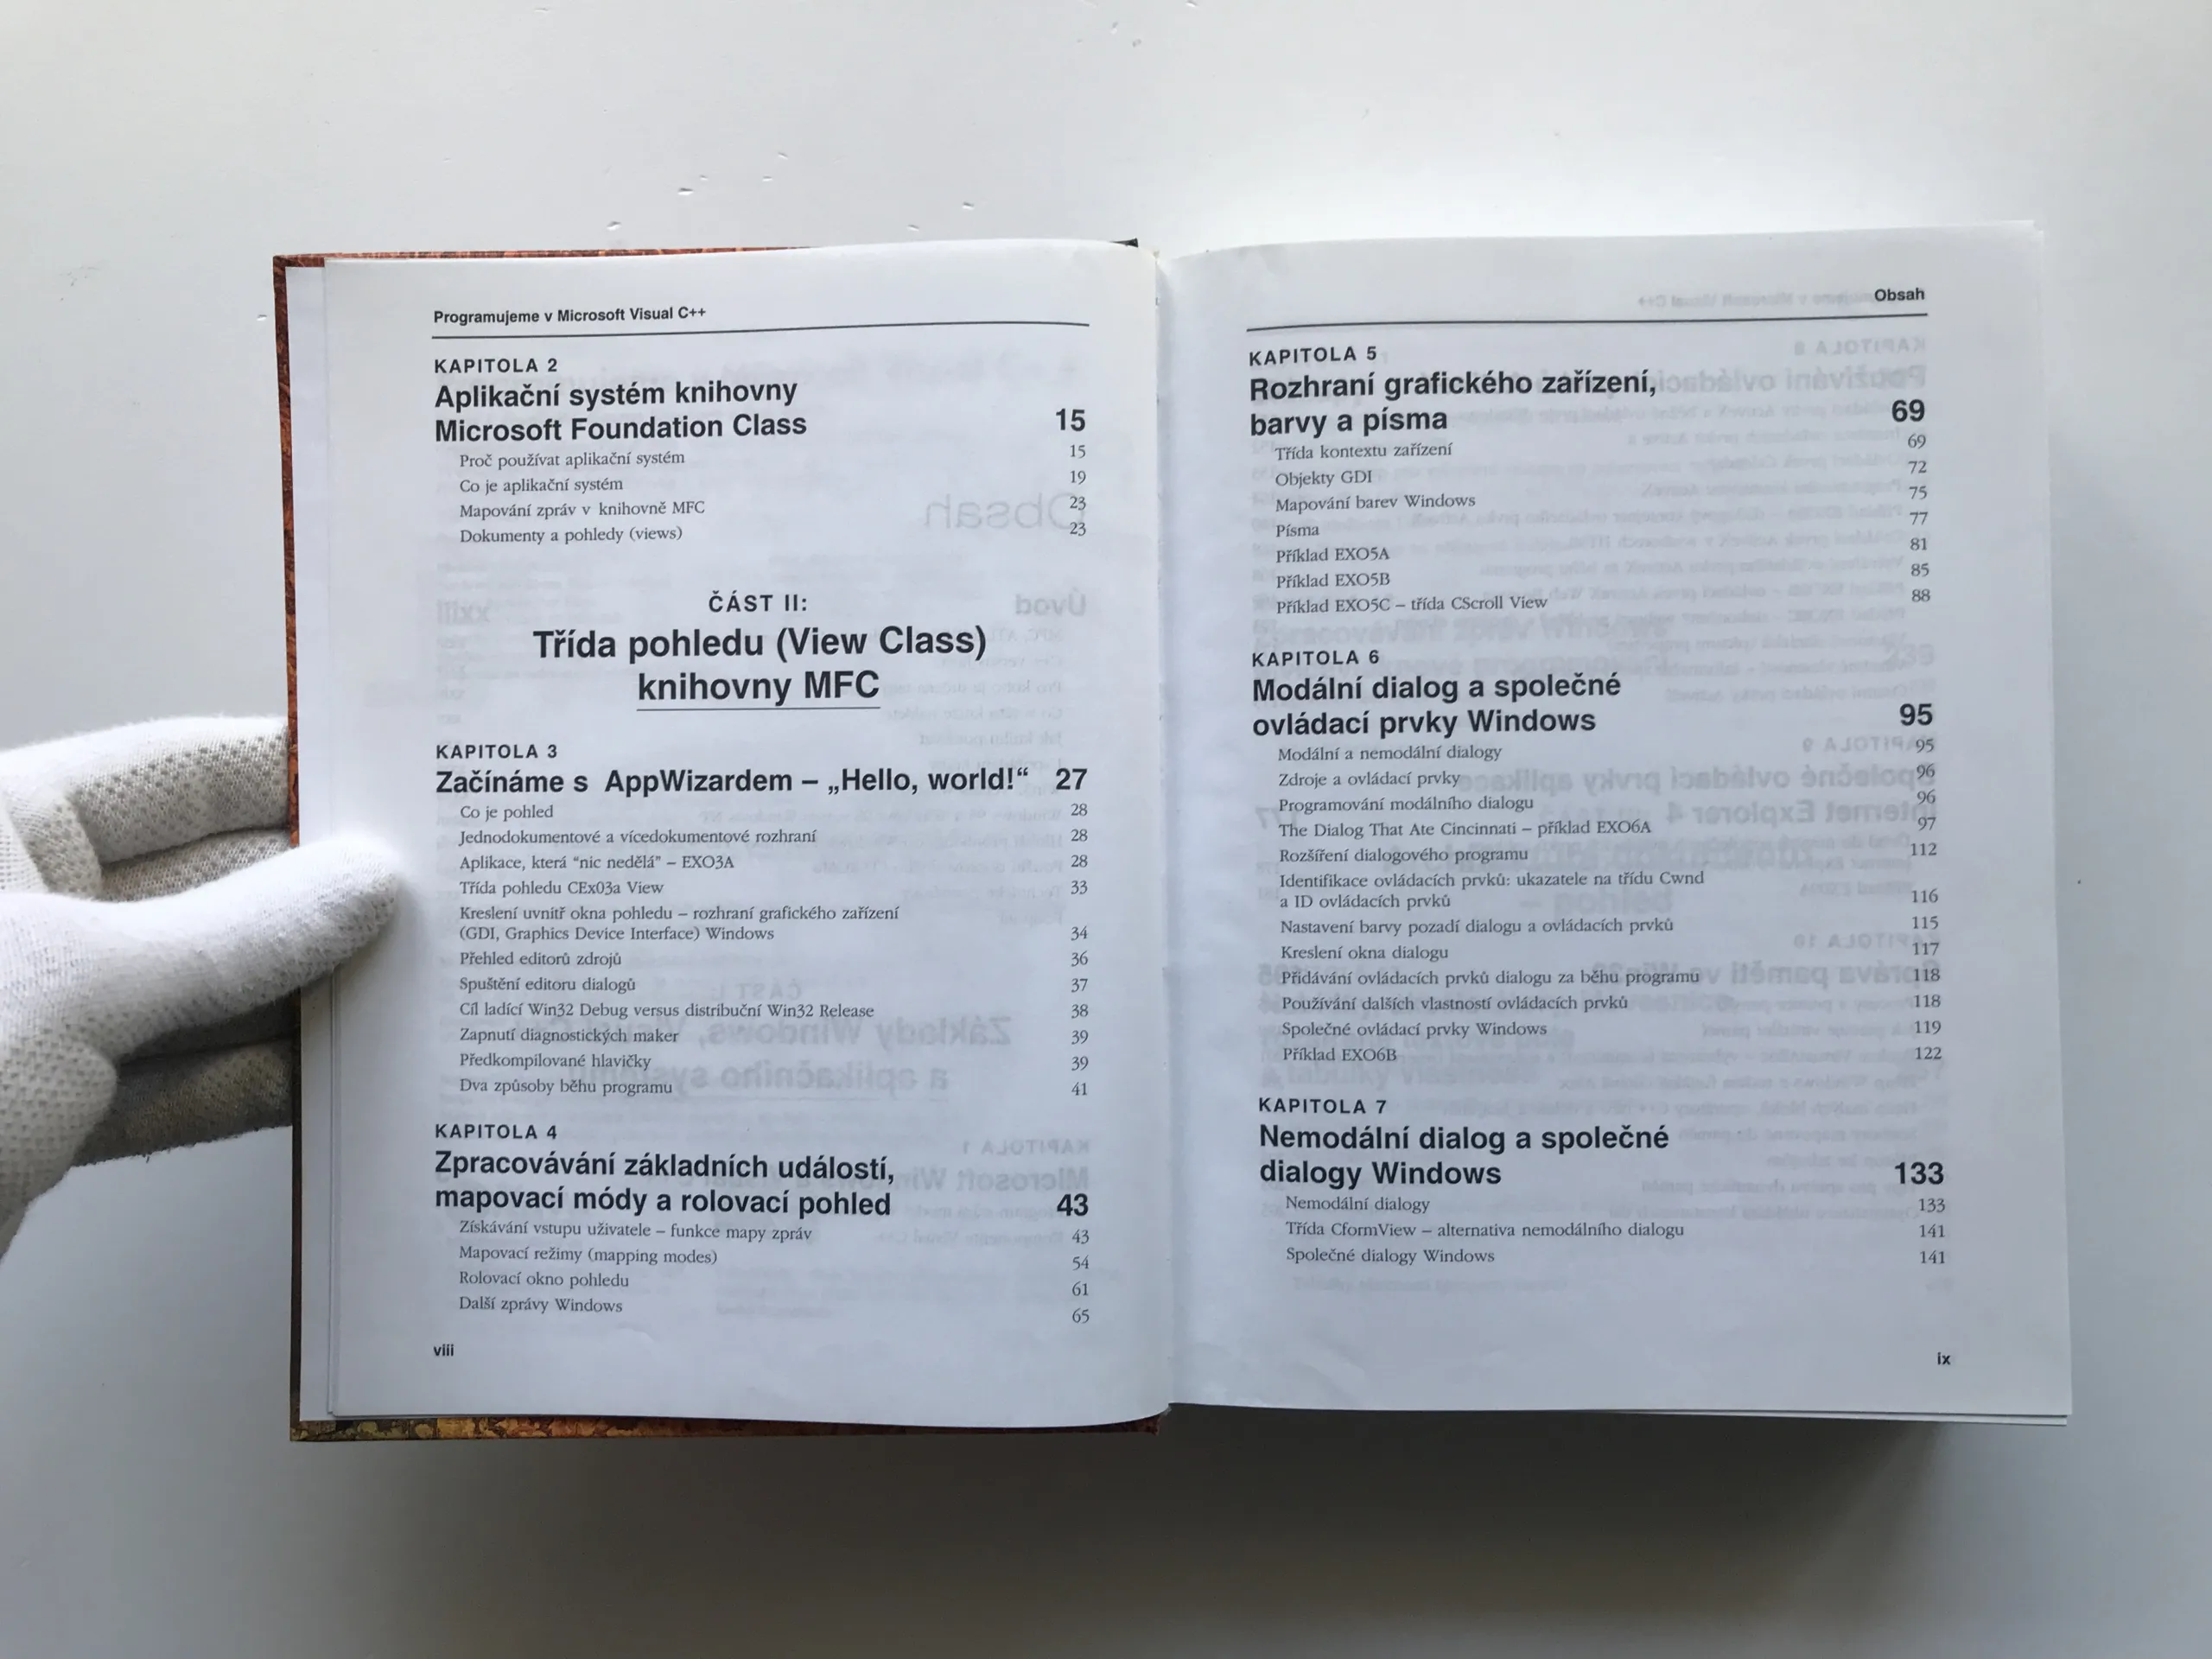 Programujeme v Microsoft Visual C++
KAPITOLA 2
Aplikační systém knihovny
Microsoft Foundation Class 15
Proč používat aplikační systém 15
Co je aplikační systém 19
Mapování zpráv v knihovně MFC 23
Dokumenty a pohledy (views) 23
ČÁST II:
Třída pohledu (View Class)
knihovny MFC
KAPITOLA 3
Začínáme s AppWizardem – „Hello, world!“ 27
Co je pohled 28
Jednodokumentové a vícedokumentové rozhraní 28
Aplikace, která “nic nedělá” – EXO3A 28
Třída pohledu CEx03a View 33
Kreslení uvnitř okna pohledu – rozhraní grafického zařízení
(GDI, Graphics Device Interface) Windows 34
Přehled editorů zdrojů 36
Spuštění editoru dialogů 37
Cíl ladící Win32 Debug versus distribuční Win32 Release 38
Zapnutí diagnostických maker 39
Předkompilované hlavičky 39
Dva způsoby běhu programu 41
KAPITOLA 4
Zpracovávání základních událostí,
mapovací módy a rolovací pohled 43
Získávání vstupu uživatele – funkce mapy zpráv 43
Mapovací režimy (mapping modes) 54
Rolovací okno pohledu 61
Další zprávy Windows 65
viii
Obsah
KAPITOLA 5
Rozhraní grafického zařízení,
barvy a písma 69
Třída kontextu zařízení 69
Objekty GDI 72
Mapování barev Windows 75
Písma 77
Příklad EXO5A 81
Příklad EXO5B 85
Příklad EXO5C – třída CScroll View 88
KAPITOLA 6
Modální dialog a společné
ovládací prvky Windows 95
Modální a nemodální dialogy 95
Zdroje a ovládací prvky 96
Programování modálního dialogu 96
The Dialog That Ate Cincinnati – příklad EXO6A 97
Rozšíření dialogového programu 112
Identifikace ovládacích prvků: ukazatele na třídu Cwnd
a ID ovládacích prvků 116
Nastavení barvy pozadí dialogu a ovládacích prvků 115
Kreslení okna dialogu 117
Přidávání ovládacích prvků dialogu za běhu programu 118
Používání dalších vlastností ovládacích prvků 118
Společné ovládací prvky Windows 119
Příklad EXO6B 122
KAPITOLA 7
Nemodální dialog a společné
dialogy Windows 133
Nemodální dialogy 133
Třída CformView – alternativa nemodálního dialogu 141
Společné dialogy Windows 141
ix